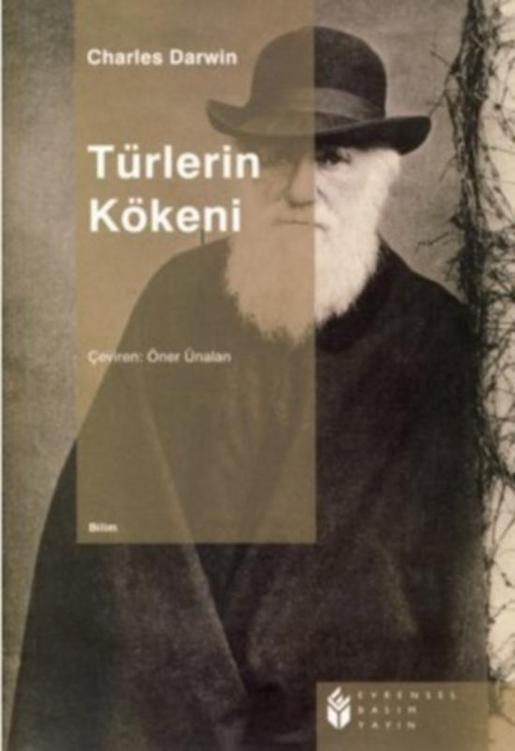 Charles Darwin
Türlerin
Kökeni
Çeviren: Öner Ünalan
Bilim
EVRENSEL
BASIM
YAYIN